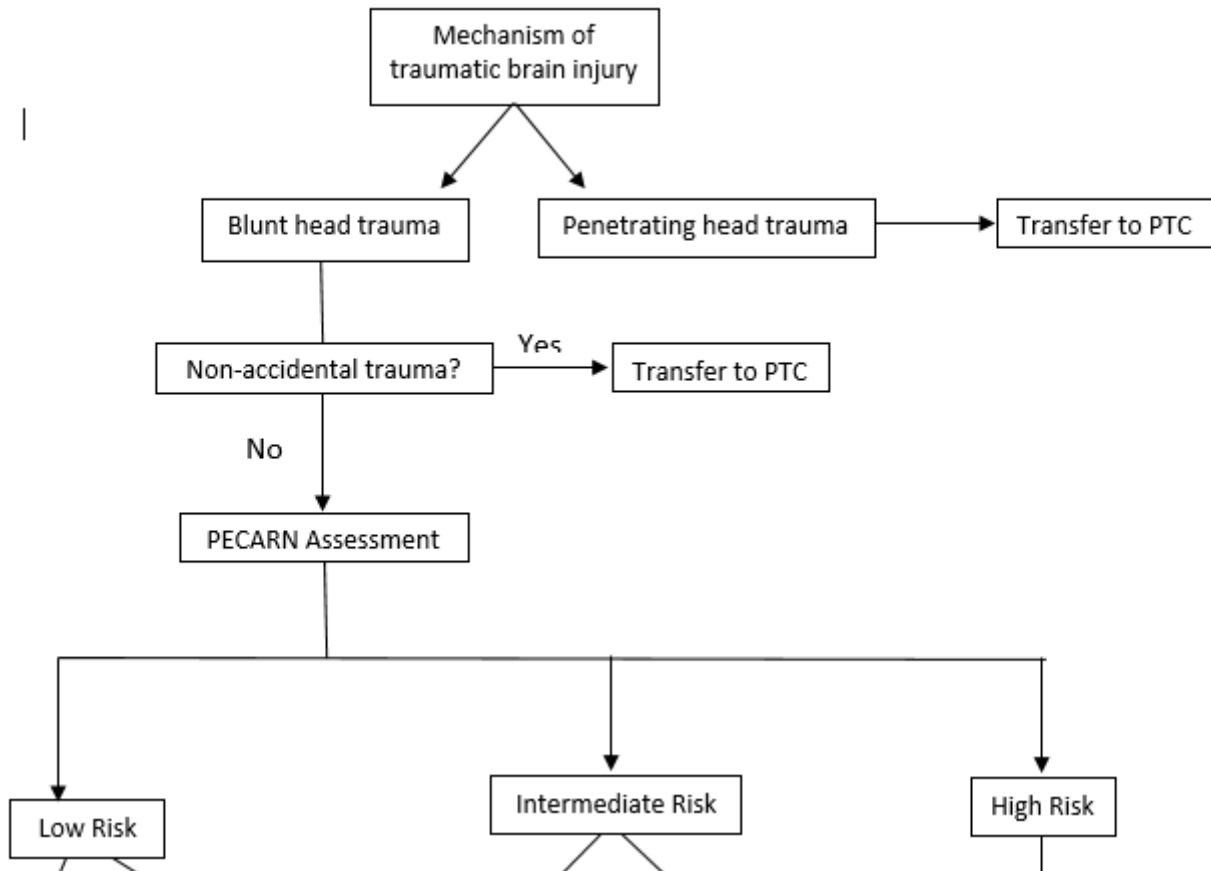 Mechanism of
traumatic brain injury
Blunt head trauma
Penetrating head trauma
Transfer to PTC
Non-accidental trauma?
Yes
Transfer to PTC
No
PECARN Assessment
Low Risk
Intermediate Risk
High Risk